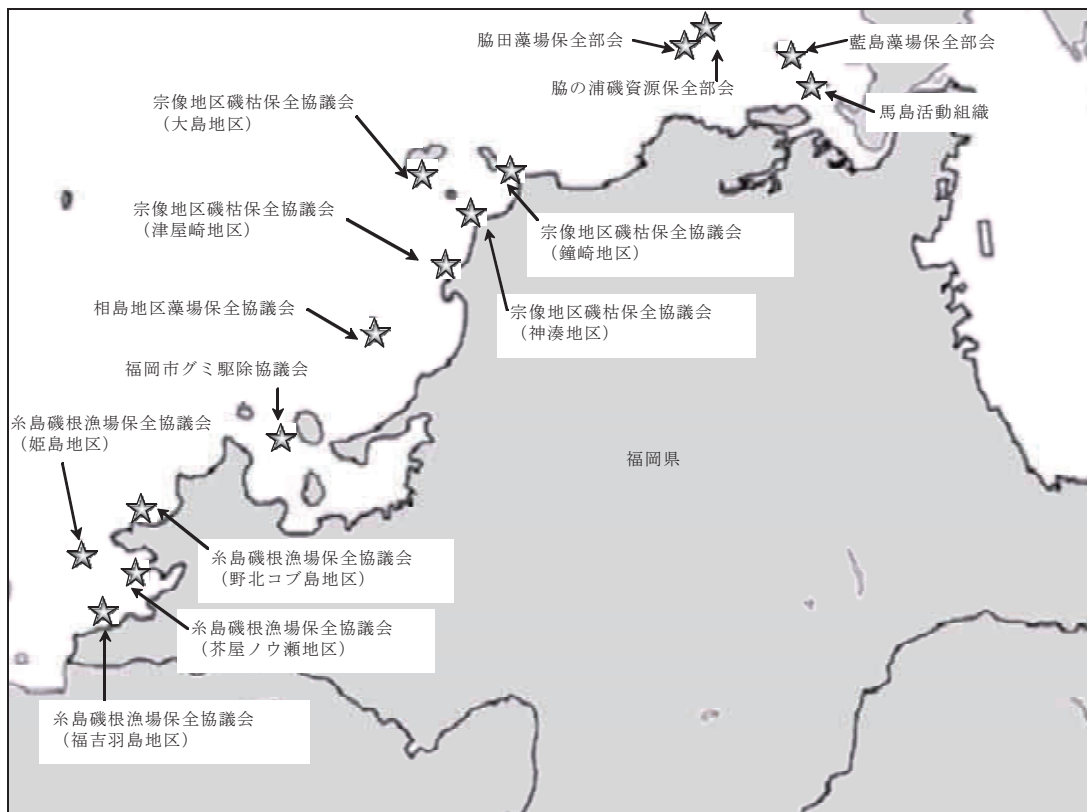 脇田藻場保全部会
藍島藻場保全部会
脇の浦磯資源保全部会
馬島活動組織
宗像地区磯枯保全協議会
（大島地区）
宗像地区磯枯保全協議会
（津屋崎地区）
宗像地区磯枯保全協議会
（鐘崎地区）
相島地区藻場保全協議会
宗像地区磯枯保全協議会
（神湊地区）
福岡市グミ駆除協議会
糸島磯根漁場保全協議会
（姫島地区）
福岡県
糸島磯根漁場保全協議会
（野北コブ島地区）
糸島磯根漁場保全協議会
（芥屋ノウ瀬地区）
糸島磯根漁場保全協議会
（福吉羽島地区）